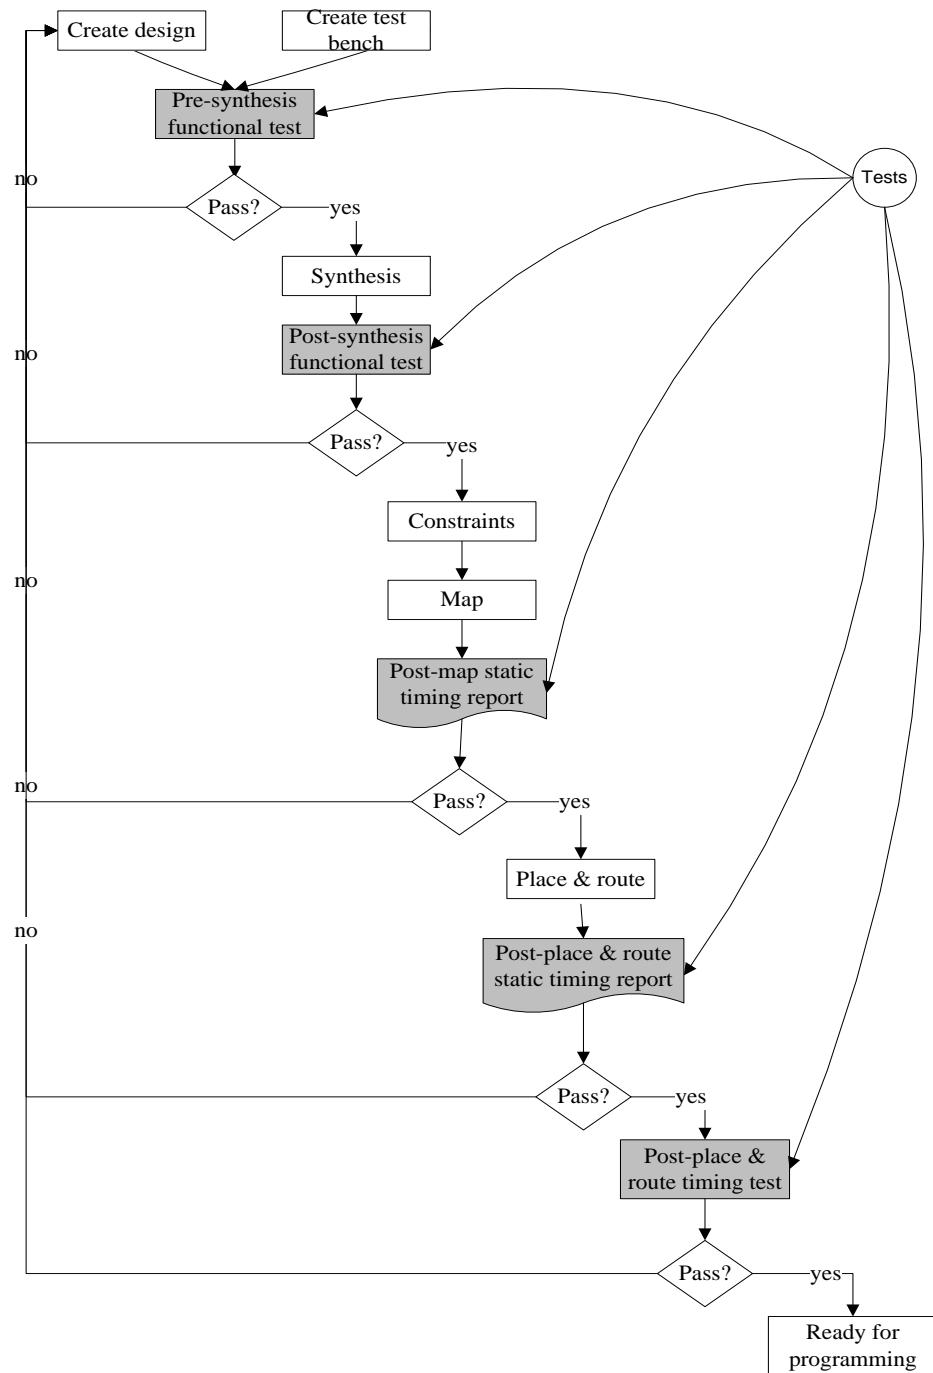 Create design
Create test
bench
Pre-synthesis
functional test
Tests
no
Pass?
yes
Synthesis
Post-synthesis
functional test
no
Pass?
yes
Constraints
no
Map
Post-map static
timing report
no
Pass?
yes
Place & route
no
Post-place & route
static timing report
Pass?
yes
Post-place &
route timing test
Pass?
yes
Ready for
programming